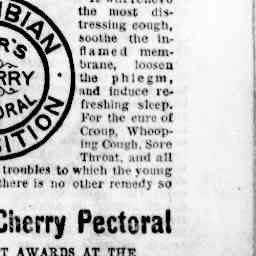 It will relieve
the most dis-
tressing cough,
soothe the in-
flamed mem-
brane, loosen
the phlegm,
and induce re-
freshing sleep.
For the cure of
Croup, Whoop-
ing Cough, Sore
Throat, and all
troubles to which the young
there is no other remedy so
Cherry Pectoral
T AWARDS AT THE
BIAN
R'S
RRY
ORAL
SITION